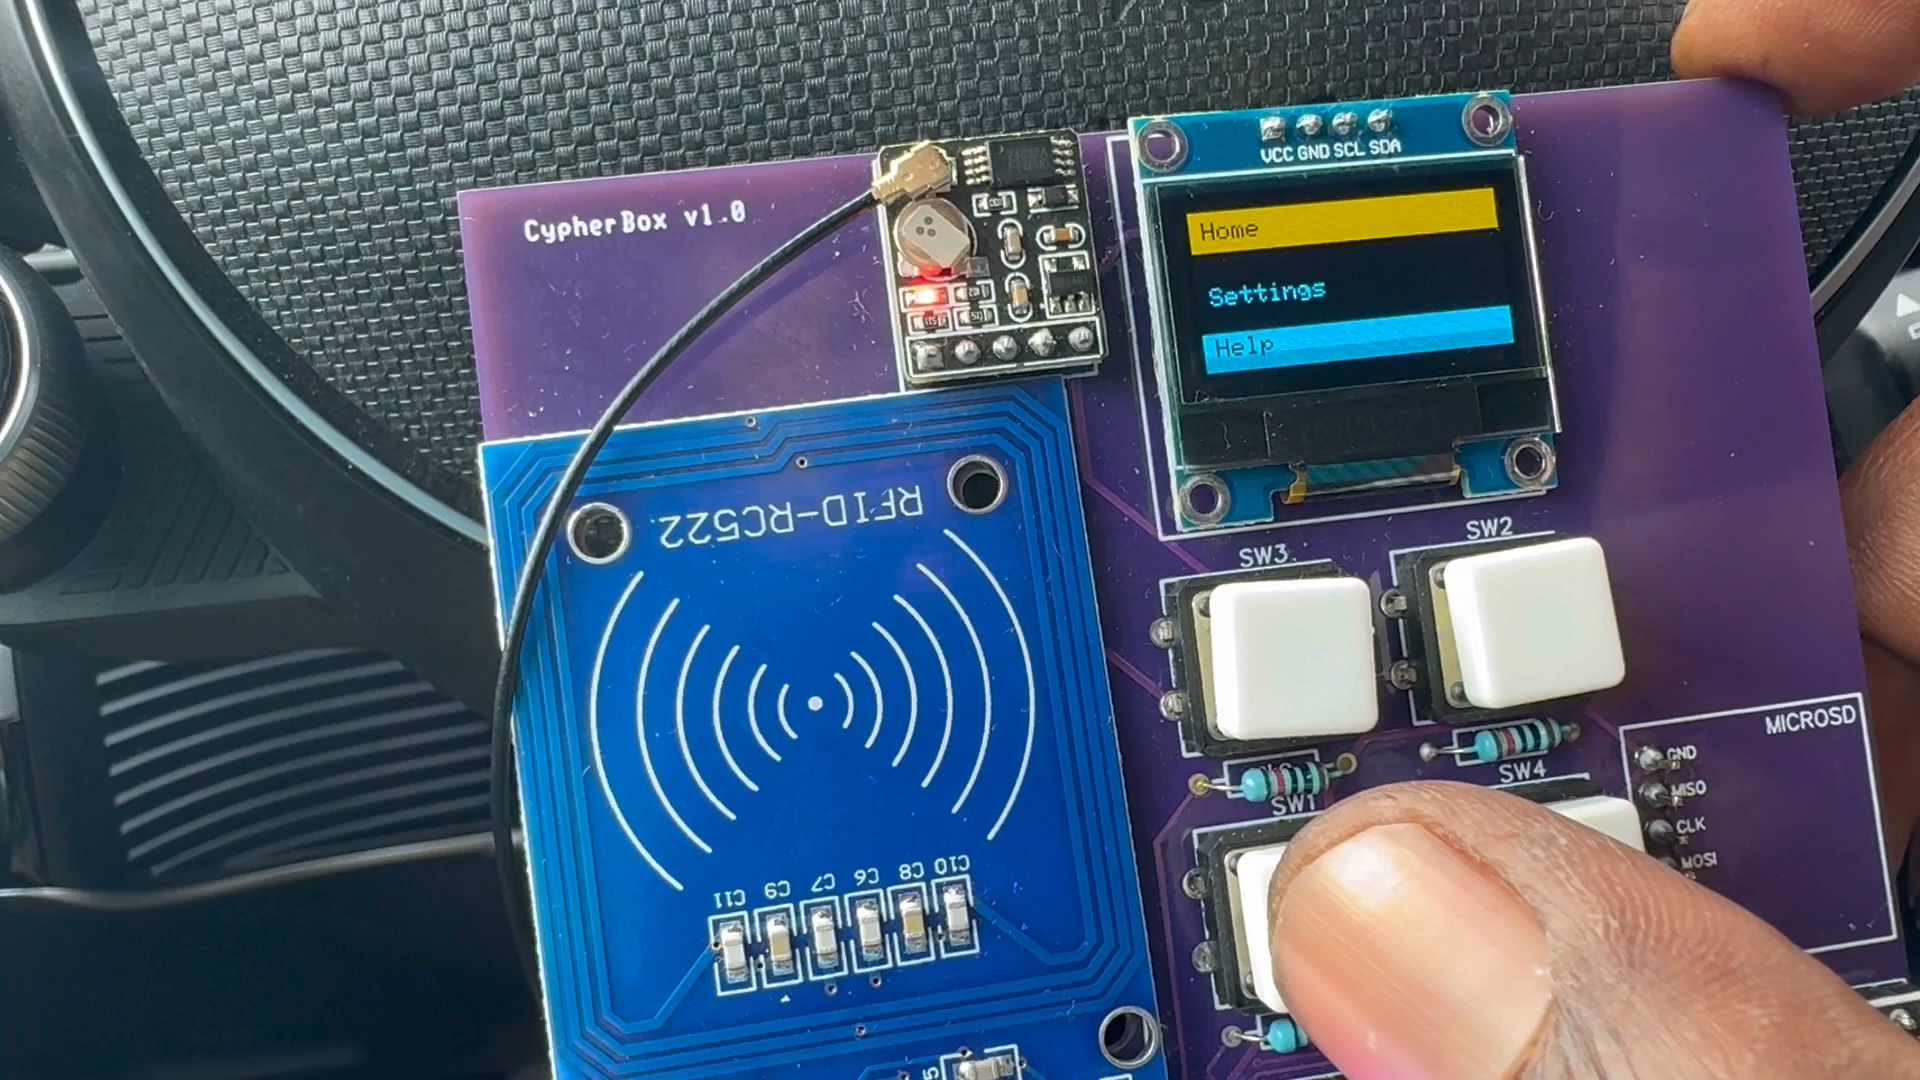 CypherBox v1.0
VCC GND SCL SDA
Home
Settings
Help
RFID-RC522
SW3
SW2
SW1
SW4
MICROSD
GND
MISO
CLK
MOSI
C11 C9 C7 C6 C8 C10